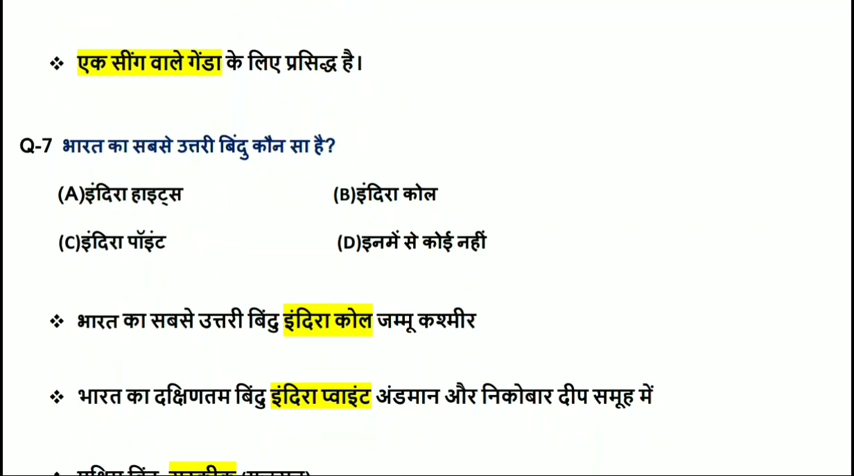 ❖ एक सींग वाले गेंडा के लिए प्रसिद्ध है।
Q-7 भारत का सबसे उत्तरी बिंदु कौन सा है?
(A)इंदिरा हाइट्स (B)इंदिरा कोल
(C)इंदिरा पॉइंट (D)इनमें से कोई नहीं
❖ भारत का सबसे उत्तरी बिंदु इंदिरा कोल जम्मू कश्मीर
❖ भारत का दक्षिणतम बिंदु इंदिरा प्वाइंट अंडमान और निकोबार दीप समूह में